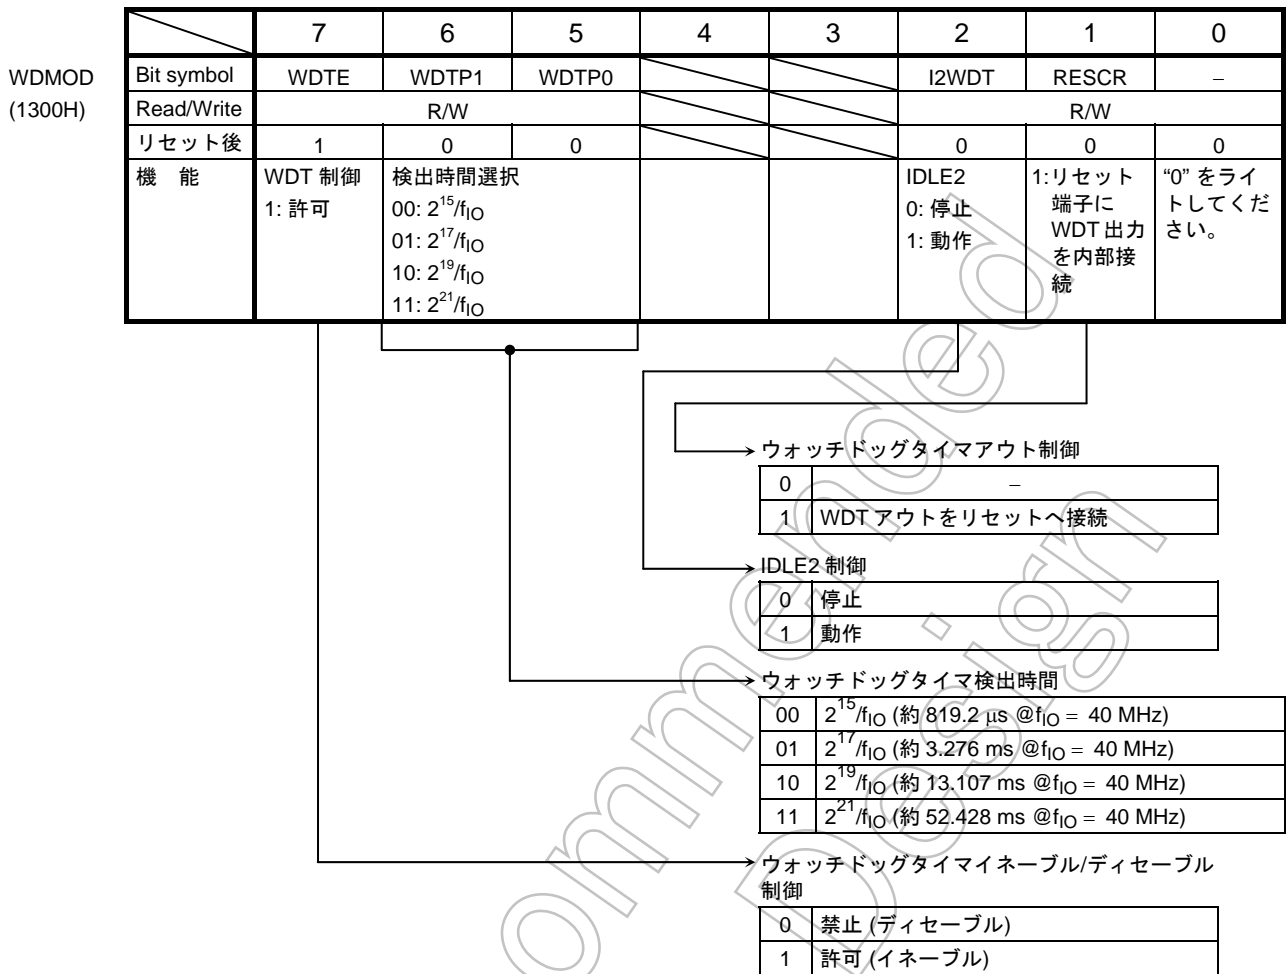 7 6 5 4 3 2 1 0
WDMOD
(1300H)
Bit symbol WDTE WDTP1 WDTP0 I2WDT RESCR −
Read/Write R/W R/W
リセット後 1 0 0 0 0 0
機 能 WDT 制御 検出時間選択 IDLE2 1:リセット “0” をライ
1: 許可 00: 2^15/fIO 0: 停止 端子に トしてくだ
01: 2^17/fIO 1: 動作 WDT 出力 さい。
10: 2^19/fIO を内部接
11: 2^21/fIO 続
ウォッチドッグタイマアウト制御
0 −
1 WDT アウトをリセットへ接続
IDLE2 制御
0 停止
1 動作
ウォッチドッグタイマ検出時間
00 2^15/fIO (約 819.2 μs @fIO = 40 MHz)
01 2^17/fIO (約 3.276 ms @fIO = 40 MHz)
10 2^19/fIO (約 13.107 ms @fIO = 40 MHz)
11 2^21/fIO (約 52.428 ms @fIO = 40 MHz)
ウォッチドッグタイマイネーブル/ディセーブル
制御
0 禁止 (ディセーブル)
1 許可 (イネーブル)
ommended
Design